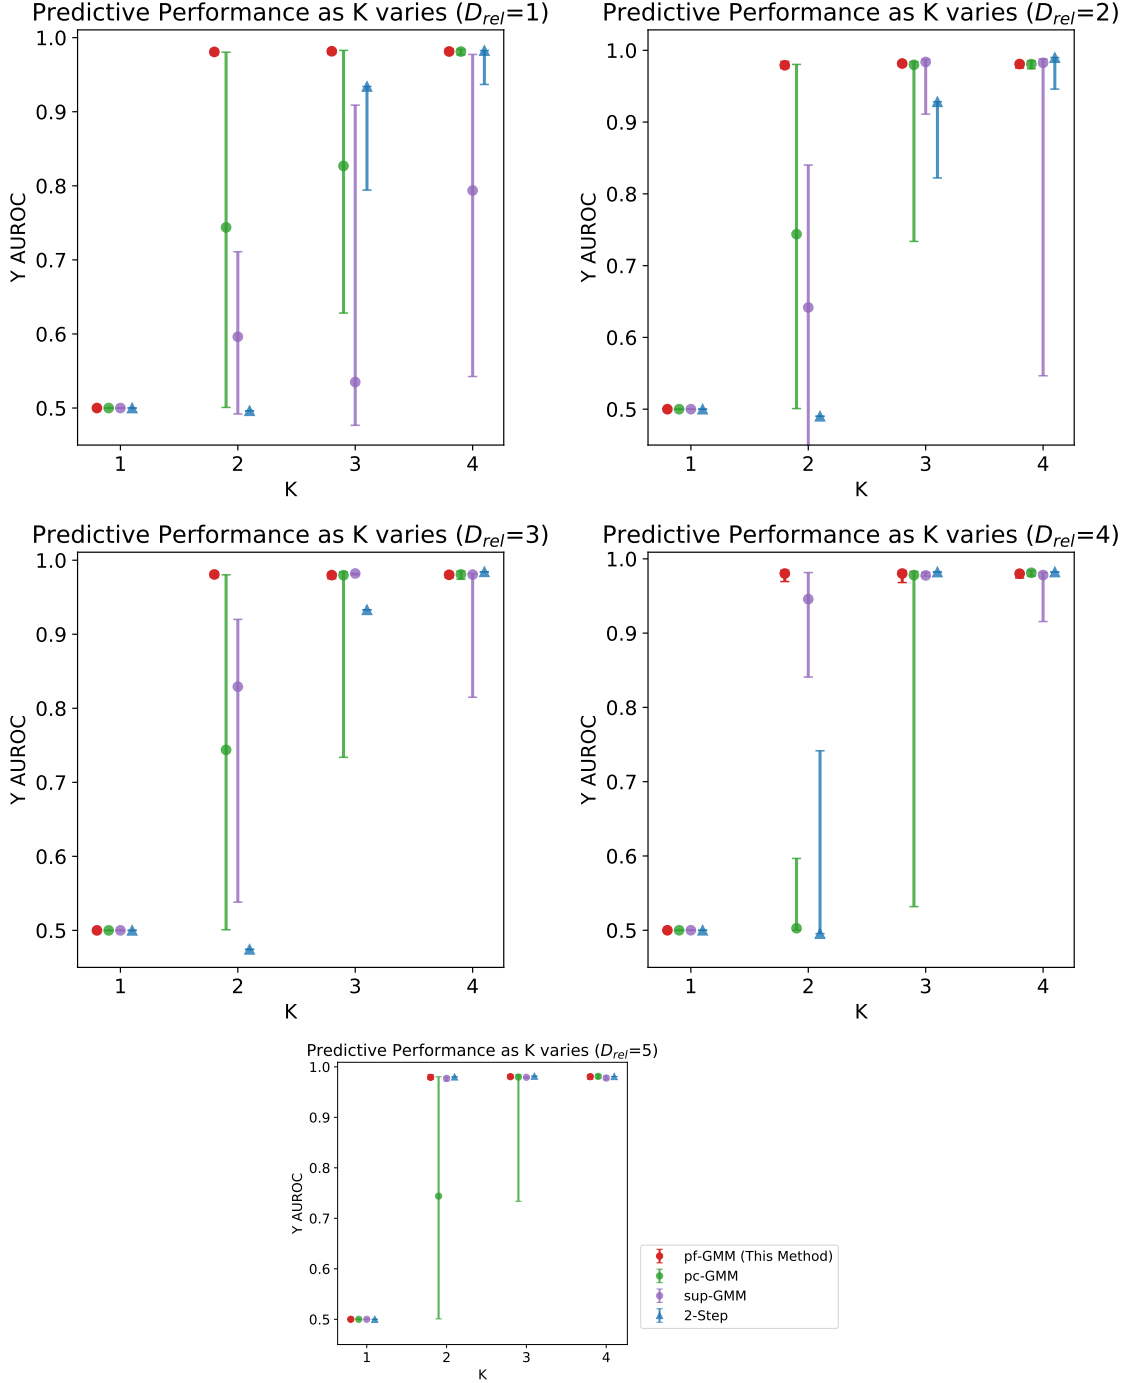 Predictive Performance as K varies (D_rel=1)
Y AUROC
1.0
0.9
0.8
0.7
0.6
0.5
1 2 3 4
K
Predictive Performance as K varies (D_rel=2)
Y AUROC
1.0
0.9
0.8
0.7
0.6
0.5
1 2 3 4
K
Predictive Performance as K varies (D_rel=3)
Y AUROC
1.0
0.9
0.8
0.7
0.6
0.5
1 2 3 4
K
Predictive Performance as K varies (D_rel=4)
Y AUROC
1.0
0.9
0.8
0.7
0.6
0.5
1 2 3 4
K
Predictive Performance as K varies (D_rel=5)
Y AUROC
1.0
0.9
0.8
0.7
0.6
0.5
1 2 3 4
K
pf-GMM (This Method)
pc-GMM
sup-GMM
2-Step